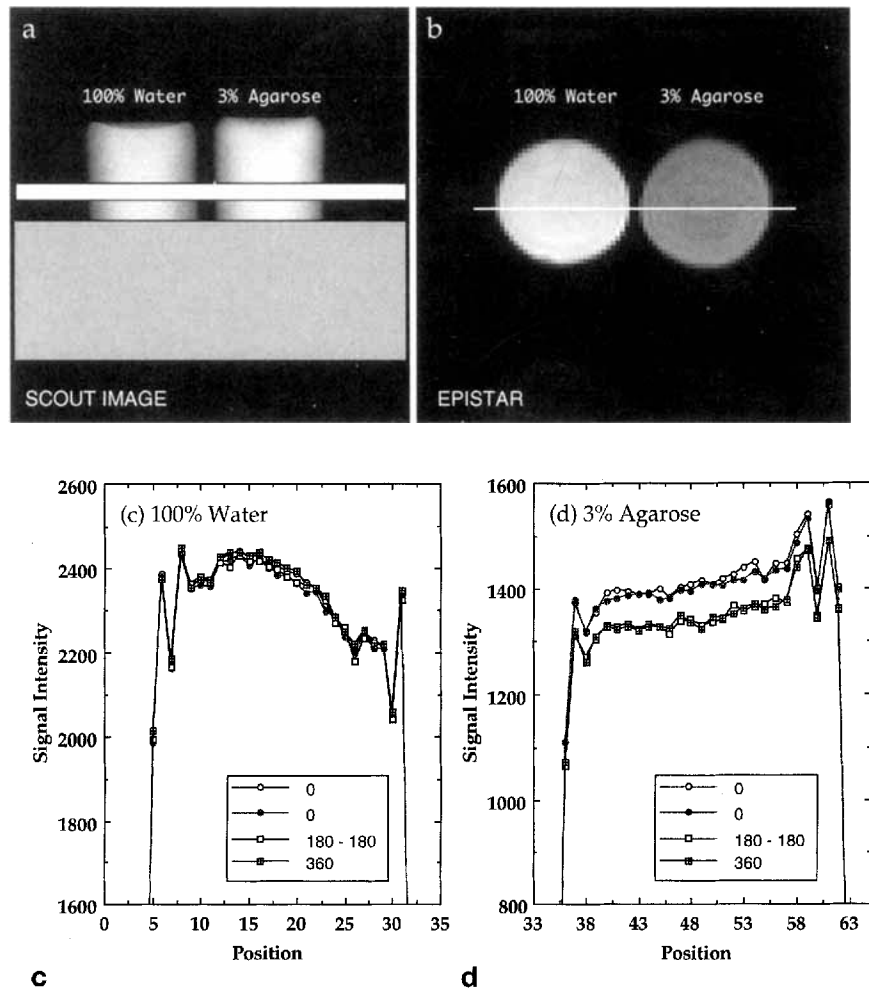 a
100% Water 3% Agarose
SCOUT IMAGE
b
100% Water 3% Agarose
EPISTAR
(c) 100% Water
Signal Intensity
2600
2400
2200
2000
1800
1600
0 5 10 15 20 25 30 35
Position
0
0
180 - 180
360
c
(d) 3% Agarose
Signal Intensity
1600
1400
1200
1000
800
33 38 43 48 53 58 63
Position
0
0
180 - 180
360
d